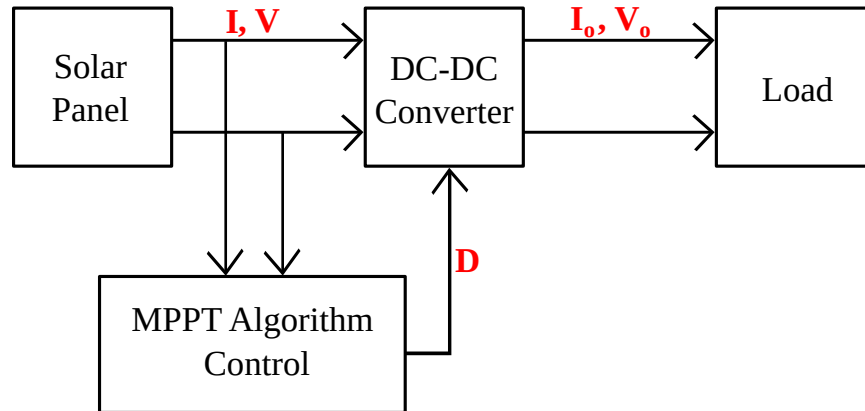 I, V
Iₒ, Vₒ
Solar
Panel
DC-DC
Converter
Load
D
MPPT Algorithm
Control